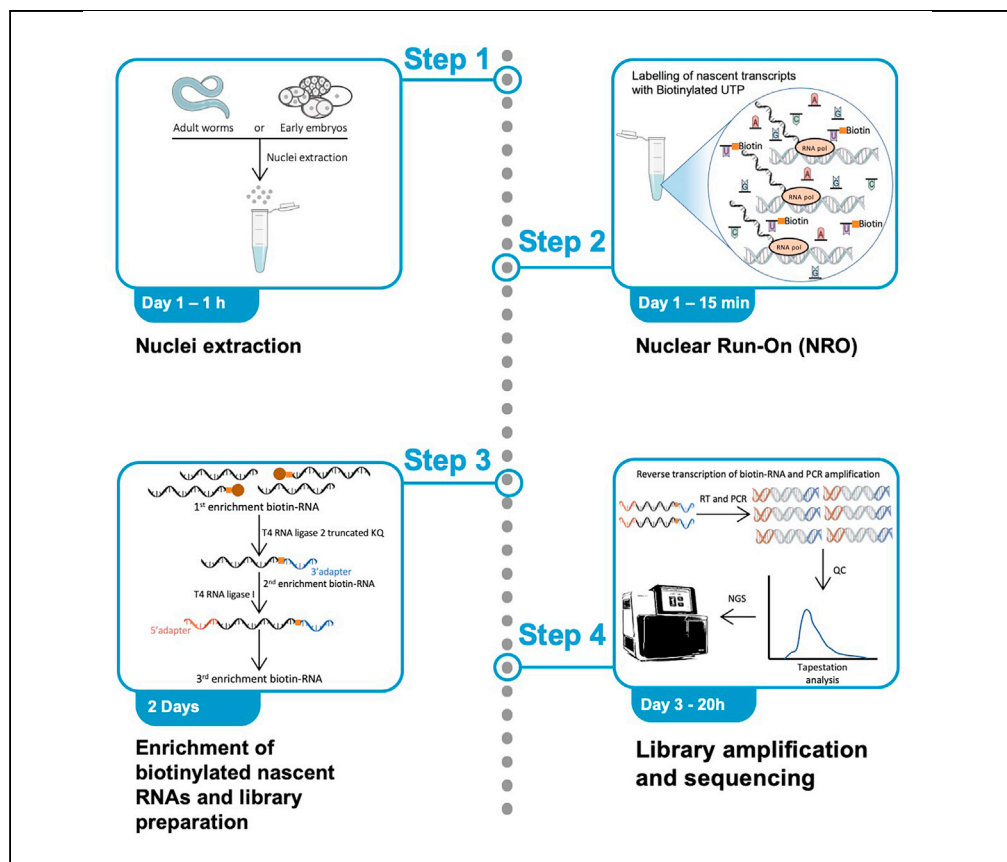 Step 1
Adult worms or Early embryos
Nuclei extraction
Day 1 – 1 h
Nuclei extraction
Step 2
Labelling of nascent transcripts
with Biotinylated UTP
A
C
G
U Biotin
RNA pol
U Biotin
A
G
G
C
RNA pol
U Biotin
U Biotin
C
A
RNA pol
G
Day 1 – 15 min
Nuclear Run-On (NRO)
Step 3
1st enrichment biotin-RNA
T4 RNA ligase 2 truncated KQ
3'adapter
2nd enrichment biotin-RNA
T4 RNA ligase I
5'adapter
3rd enrichment biotin-RNA
2 Days
Enrichment of
biotinylated nascent
RNAs and library
preparation
Step 4
Reverse transcription of biotin-RNA and PCR amplification
RT and PCR
QC
NGS
Tapestation
analysis
Day 3 - 20h
Library amplification
and sequencing